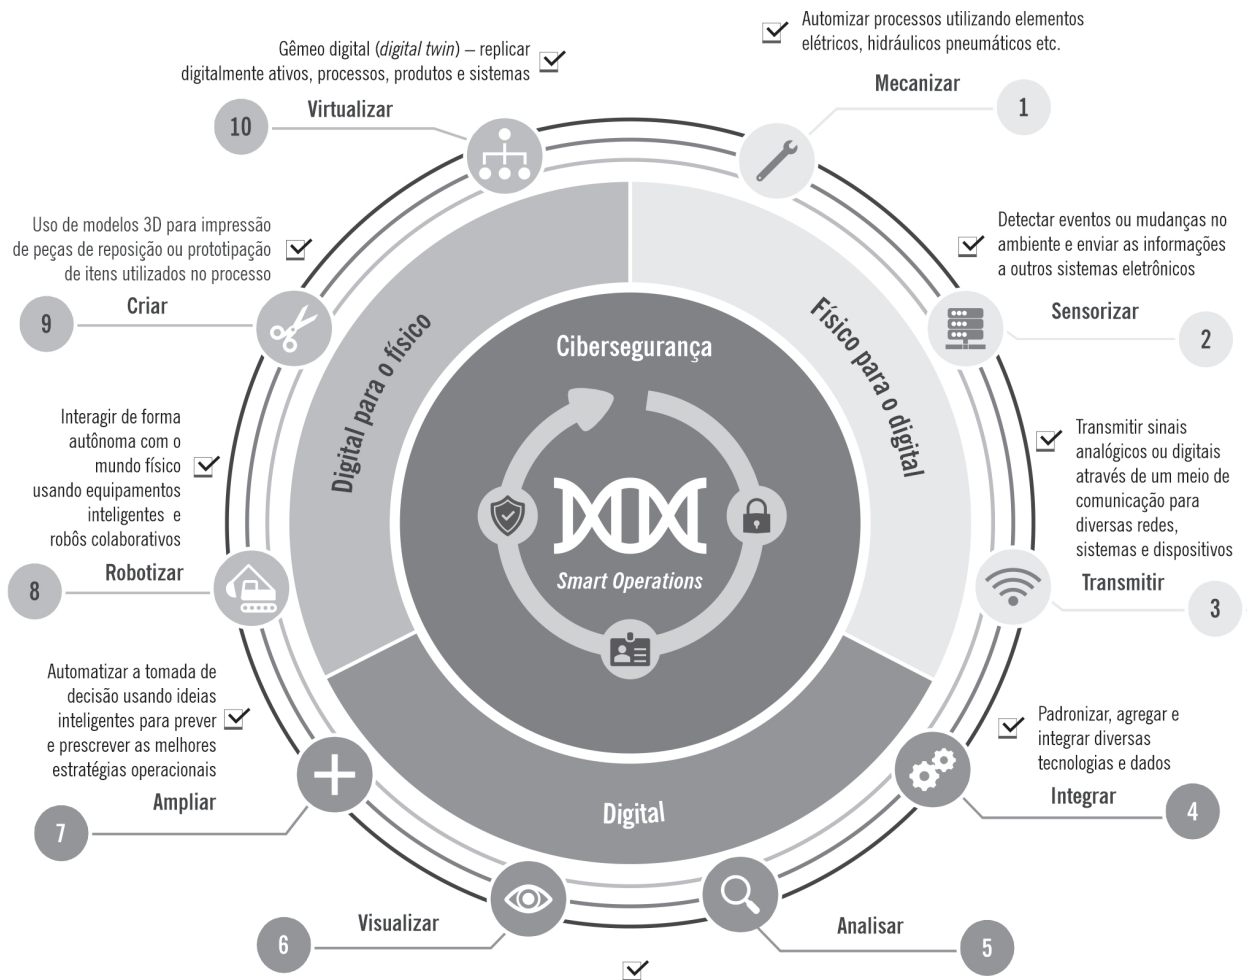 Automizar processos utilizando elementos
elétricos, hidráulicos pneumáticos etc.
Mecanizar
1
Detectar eventos ou mudanças no
ambiente e enviar as informações
a outros sistemas eletrônicos
Sensorizar
2
Transmitir sinais
analógicos ou digitais
através de um meio de
comunicação para
diversas redes,
sistemas e dispositivos
Transmitir
3
Padronizar, agregar e
integrar diversas
tecnologias e dados
Integrar
4
Analisar
5
Visualizar
6
Automatizar a tomada de
decisão usando ideias
inteligentes para prever
e prescrever as melhores
estratégias operacionais
Ampliar
7
Interagir de forma
autônoma com o
mundo físico
usando equipamentos
inteligentes e
robôs colaborativos
Robotizar
8
Uso de modelos 3D para impressão
de peças de reposição ou prototipação
de itens utilizados no processo
Criar
9
Gêmeo digital (digital twin) – replicar
digitalmente ativos, processos, produtos e sistemas
Virtualizar
10
Físico para o digital
Digital
Digital para o físico
Cibersegurança
Smart Operations